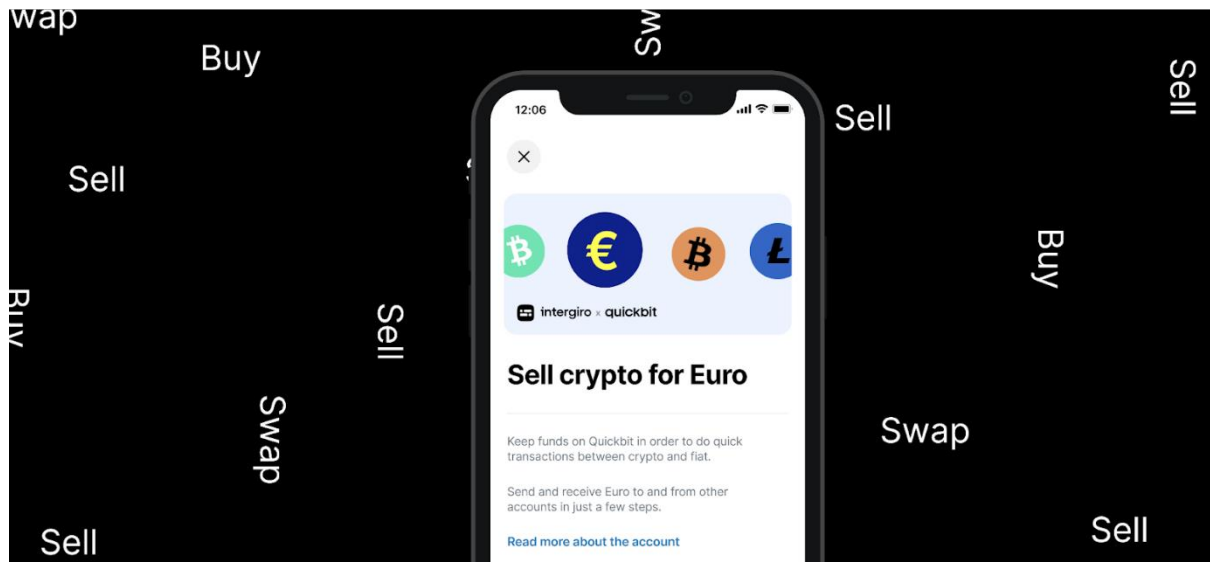 wap
Buy
Sw
Sell
Sell
Sell
Buy
Buy
Sell
Swap
Swap
Sell
Sell
12:06
intergiro x quickbit
Sell crypto for Euro
Keep funds on Quickbit in order to do quick
transactions between crypto and fiat.
Send and receive Euro to and from other
accounts in just a few steps.
Read more about the account